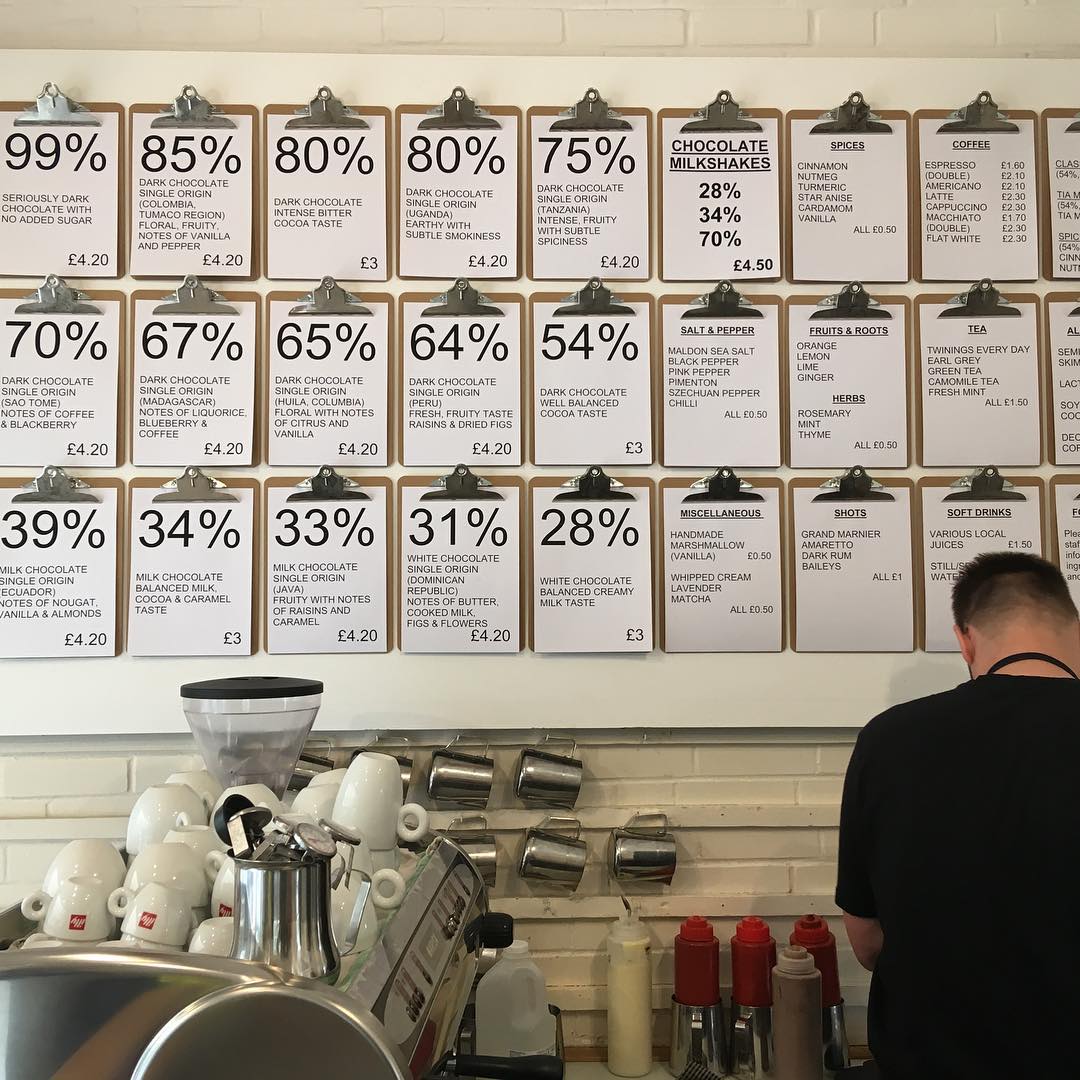 99%
SERIOUSLY DARK
CHOCOLATE WITH
NO ADDED SUGAR
£4.20
85%
DARK CHOCOLATE
SINGLE ORIGIN
(COLOMBIA,
TUMACO REGION)
FLORAL, FRUITY,
NOTES OF VANILLA
AND PEPPER
£4.20
80%
DARK CHOCOLATE
INTENSE BITTER
COCOA TASTE
£3
80%
DARK CHOCOLATE
SINGLE ORIGIN
(UGANDA)
EARTHY WITH
SUBTLE SMOKINESS
£4.20
75%
DARK CHOCOLATE
SINGLE ORIGIN
(TANZANIA)
INTENSE, FRUITY
WITH SUBTLE
SPICINESS
£4.20
CHOCOLATE
MILKSHAKES
28%
34%
70%
£4.50
SPICES
CINNAMON
NUTMEG
TURMERIC
STAR ANISE
CARDAMOM
VANILLA
ALL £0.50
COFFEE
ESPRESSO £1.60
(DOUBLE) £2.10
AMERICANO £2.10
LATTE £2.30
CAPPUCCINO £2.30
MACCHIATO £1.70
(DOUBLE) £2.30
FLAT WHITE £2.30
(54%,
TIA M
(54%,
TIA M
(54%
70%
DARK CHOCOLATE
SINGLE ORIGIN
(SAO TOME)
NOTES OF COFFEE
& BLACKBERRY
£4.20
67%
DARK CHOCOLATE
SINGLE ORIGIN
(MADAGASCAR)
NOTES OF LIQUORICE,
BLUEBERRY &
COFFEE
£4.20
65%
DARK CHOCOLATE
SINGLE ORIGIN
(HUILA, COLUMBIA)
FLORAL WITH NOTES
OF CITRUS AND
VANILLA
£4.20
64%
DARK CHOCOLATE
SINGLE ORIGIN
(PERU)
FRESH, FRUITY TASTE
RAISINS & DRIED FIGS
£4.20
54%
DARK CHOCOLATE
WELL BALANCED
COCOA TASTE
£3
SALT & PEPPER
MALDON SEA SALT
BLACK PEPPER
PINK PEPPER
PIMENTON
SZECHUAN PEPPER
CHILLI
ALL £0.50
FRUITS & ROOTS
ORANGE
LEMON
LIME
GINGER
HERBS
ROSEMARY
MINT
THYME
ALL £0.50
TEA
TWININGS EVERY DAY
EARL GREY
GREEN TEA
CAMOMILE TEA
FRESH MINT
ALL £1.50
SOY
39%
MILK CHOCOLATE
SINGLE ORIGIN
(ECUADOR)
NOTES OF NOUGAT,
VANILLA & ALMONDS
£4.20
34%
MILK CHOCOLATE
BALANCED MILK,
COCOA & CARAMEL
TASTE
£3
33%
MILK CHOCOLATE
SINGLE ORIGIN
(JAVA)
FRUITY WITH NOTES
OF RAISINS AND
CARAMEL
£4.20
31%
WHITE CHOCOLATE
SINGLE ORIGIN
(DOMINICAN
REPUBLIC)
NOTES OF BUTTER,
COOKED MILK,
FIGS & FLOWERS
£4.20
28%
WHITE CHOCOLATE
BALANCED CREAMY
MILK TASTE
£3
MISCELLANEOUS
HANDMADE
MARSHMALLOW
(VANILLA) £0.50
WHIPPED CREAM
LAVENDER
MATCHA
ALL £0.50
SHOTS
GRAND MARNIER
AMARETTO
DARK RUM
BAILEYS
ALL £1
SOFT DRINKS
VARIOUS LOCAL
JUICES £1.50
illy
illy